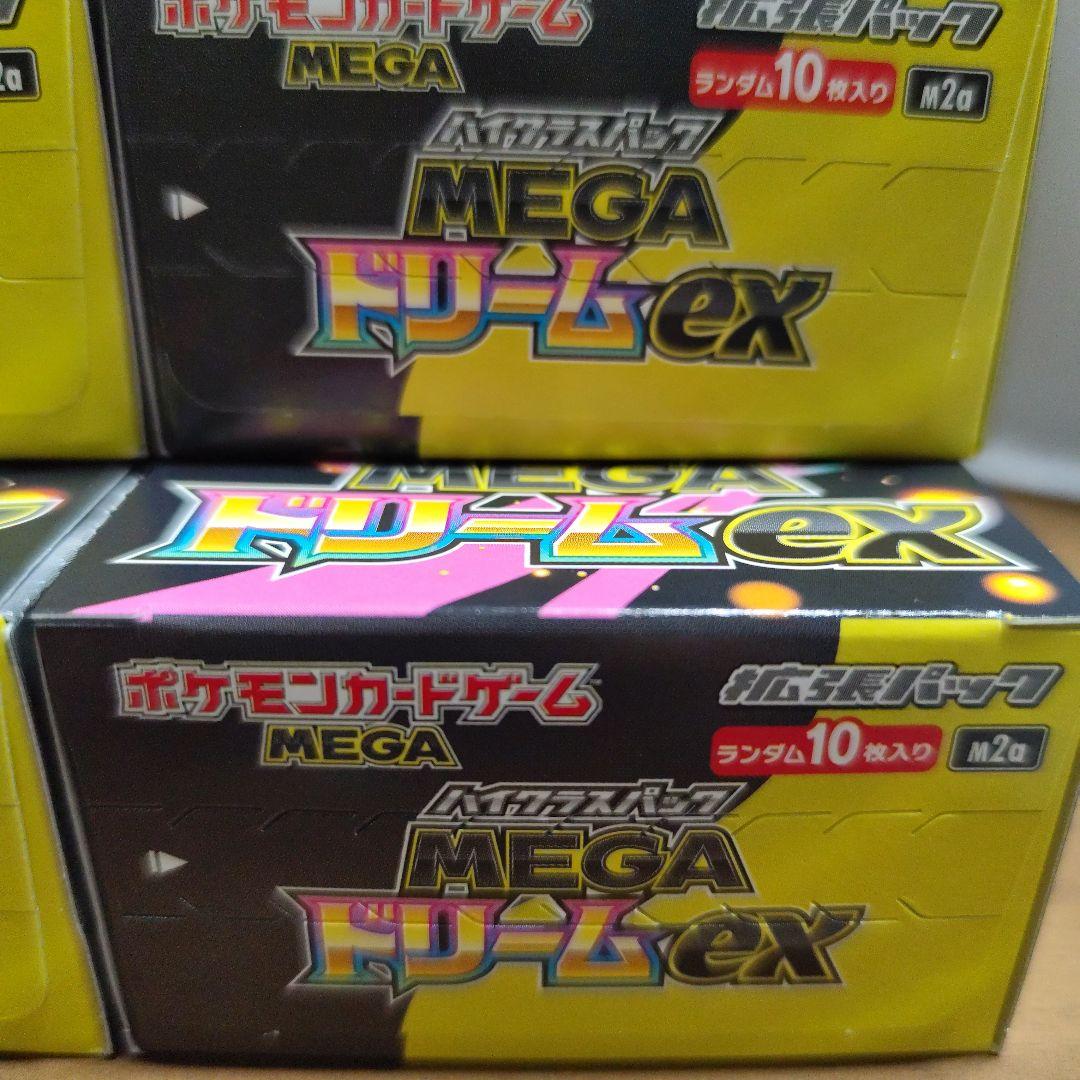 ポケモンカードゲーム
MEGA
拡張パック
ランダム10枚入り M2a
2a
ハイクラスパック
MEGA
ドリームex
MEGA
ドリームex
ポケモンカードゲーム
MEGA
拡張パック
ランダム10枚入り M2a
ハイクラスパック
MEGA
ドリームex